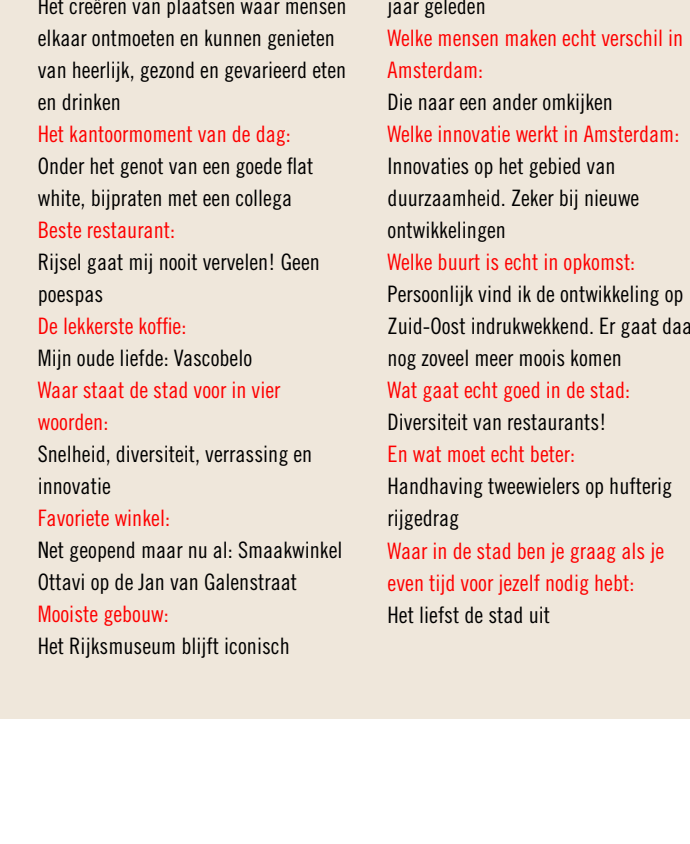 Het creëren van plaatsen waar mensen
elkaar ontmoeten en kunnen genieten
van heerlijk, gezond en gevarieerd eten
en drinken
Het kantoormoment van de dag:
Onder het genot van een goede flat
white, bijpraten met een collega
Beste restaurant:
Rijsel gaat mij nooit vervelen! Geen
poespas
De lekkerste koffie:
Mijn oude liefde: Vascobelo
Waar staat de stad voor in vier
woorden:
Snelheid, diversiteit, verrassing en
innovatie
Favoriete winkel:
Net geopend maar nu al: Smaakwinkel
Ottavi op de Jan van Galenstraat
Mooiste gebouw:
Het Rijksmuseum blijft iconisch
jaar geleden
Welke mensen maken echt verschil in
Amsterdam:
Die naar een ander omkijken
Welke innovatie werkt in Amsterdam:
Innovaties op het gebied van
duurzaamheid. Zeker bij nieuwe
ontwikkelingen
Welke buurt is echt in opkomst:
Persoonlijk vind ik de ontwikkeling op
Zuid-Oost indrukwekkend. Er gaat daa
nog zoveel meer moois komen
Wat gaat echt goed in de stad:
Diversiteit van restaurants!
En wat moet echt beter:
Handhaving tweewielers op hufterig
rijgedrag
Waar in de stad ben je graag als je
even tijd voor jezelf nodig hebt:
Het liefst de stad uit